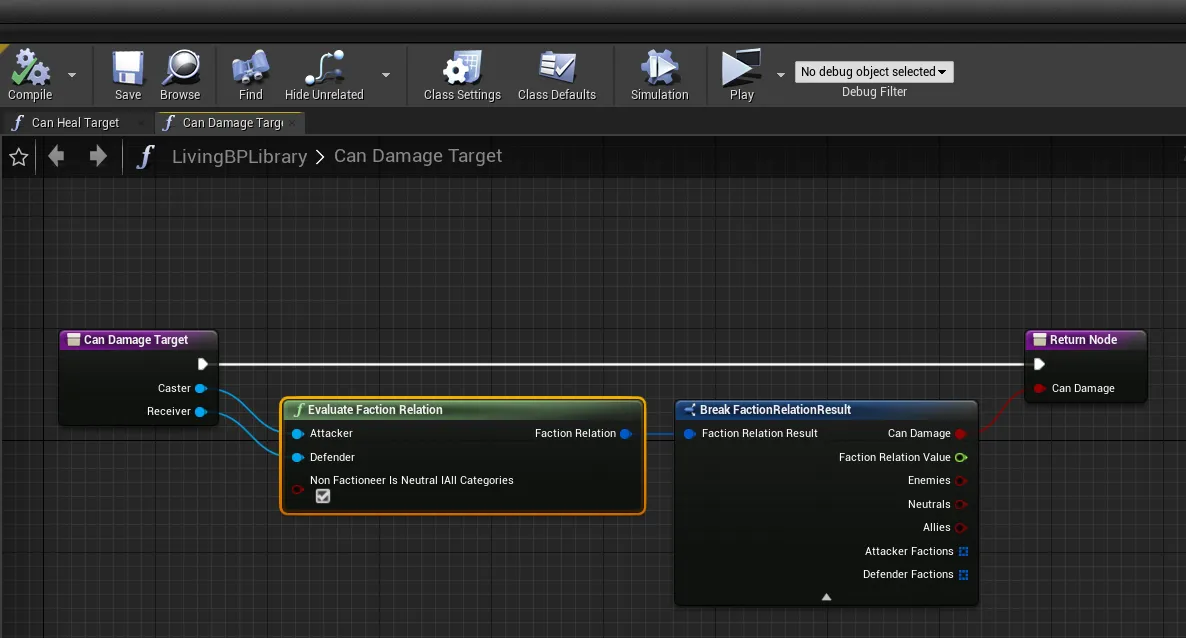 Compile
Save
Browse
Find
Hide Unrelated
Class Settings
Class Defaults
Simulation
Play
No debug object selected
Debug Filter
Can Heal Target
Can Damage Targ
LivingBPLibrary > Can Damage Target
Can Damage Target
Caster
Receiver
Evaluate Faction Relation
Attacker
Faction Relation
Defender
Non Factioneer Is Neutral IAll Categories
Break FactionRelationResult
Faction Relation Result
Can Damage
Faction Relation Value
Enemies
Neutrals
Allies
Attacker Factions
Defender Factions
Return Node
Can Damage